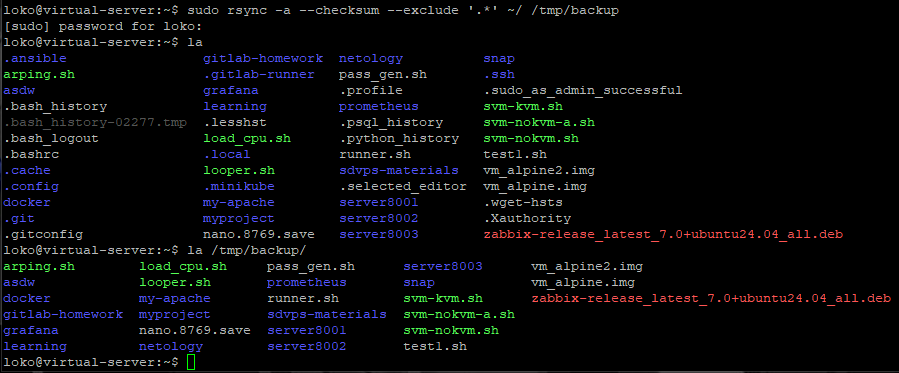 loko@virtual-server:~$ sudo rsync -a --checksum --exclude '.*' ~/ /tmp/backup
[sudo] password for loko:
loko@virtual-server:~$ la
.ansible gitlab-homework netology snap
arping.sh .gitlab-runner pass_gen.sh .ssh
asdw grafana .profile .sudo_as_admin_successful
.bash_history learning prometheus svm-kvm.sh
.bash_history-02277.tmp .lesshst .psql_history svm-nokvm-a.sh
.bash_logout load_cpu.sh .python_history svm-nokvm.sh
.bashrc .local runner.sh test1.sh
.cache looper.sh sdvps-materials vm_alpine2.img
.config .minikube .selected_editor vm_alpine.img
docker my-apache server8001 .wget-hsts
.git myproject server8002 .Xauthority
.gitconfig nano.8769.save server8003 zabbix-release_latest_7.0+ubuntu24.04_all.deb
loko@virtual-server:~$ la /tmp/backup/
arping.sh load_cpu.sh pass_gen.sh server8003 vm_alpine2.img
asdw looper.sh prometheus snap vm_alpine.img
docker my-apache runner.sh svm-kvm.sh zabbix-release_latest_7.0+ubuntu24.04_all.deb
gitlab-homework myproject sdvps-materials svm-nokvm-a.sh
grafana nano.8769.save server8001 svm-nokvm.sh
learning netology server8002 test1.sh
loko@virtual-server:~$